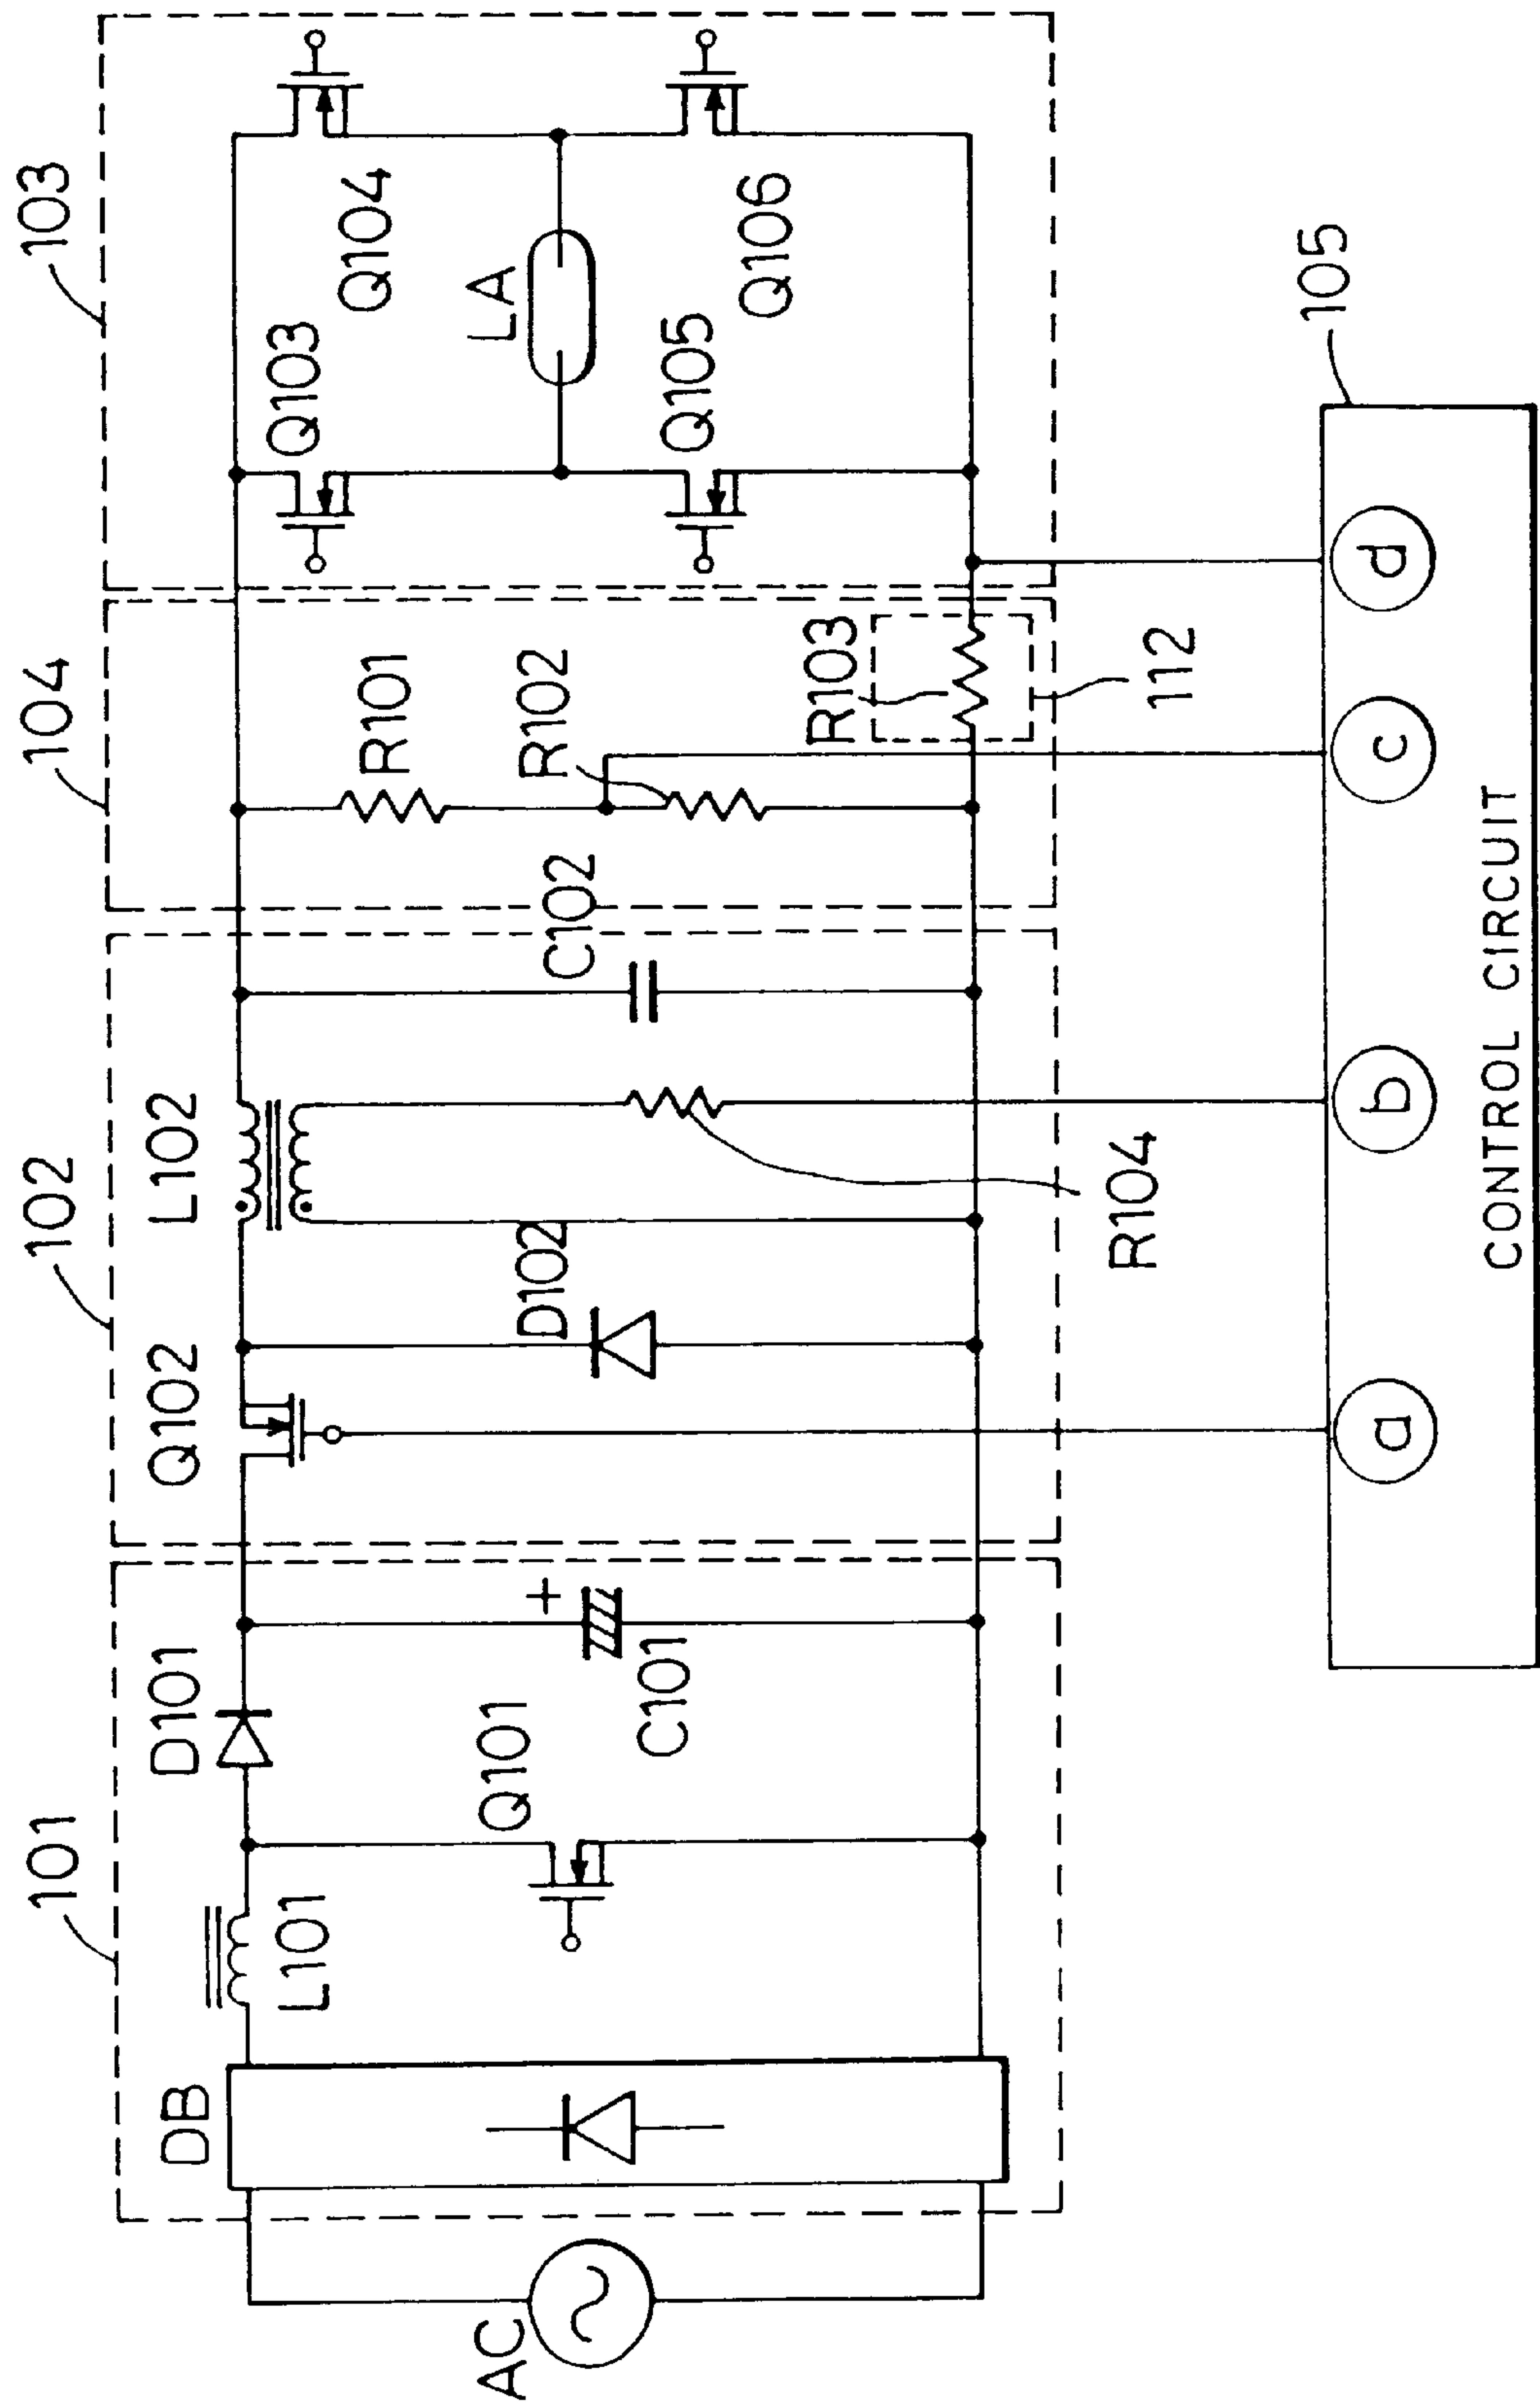 101
102
104
103
DB
L101
D101
Q102
L102
R101
Q103
Q104
AC
Q101
C101
+
D102
C102
R102
LA
R103
Q105
Q106
R104
112
105
a
b
c
d
CONTROL CIRCUIT